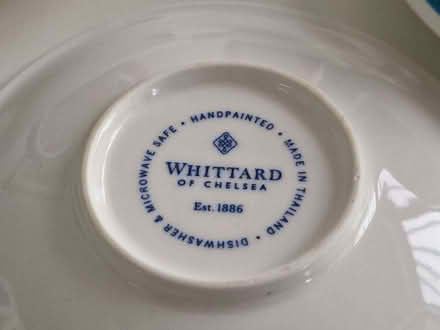 • HANDPAINTED • MADE IN THAILAND • DISHWASHER & MICROWAVE SAFE
WHITTARD
OF CHELSEA
Est. 1886